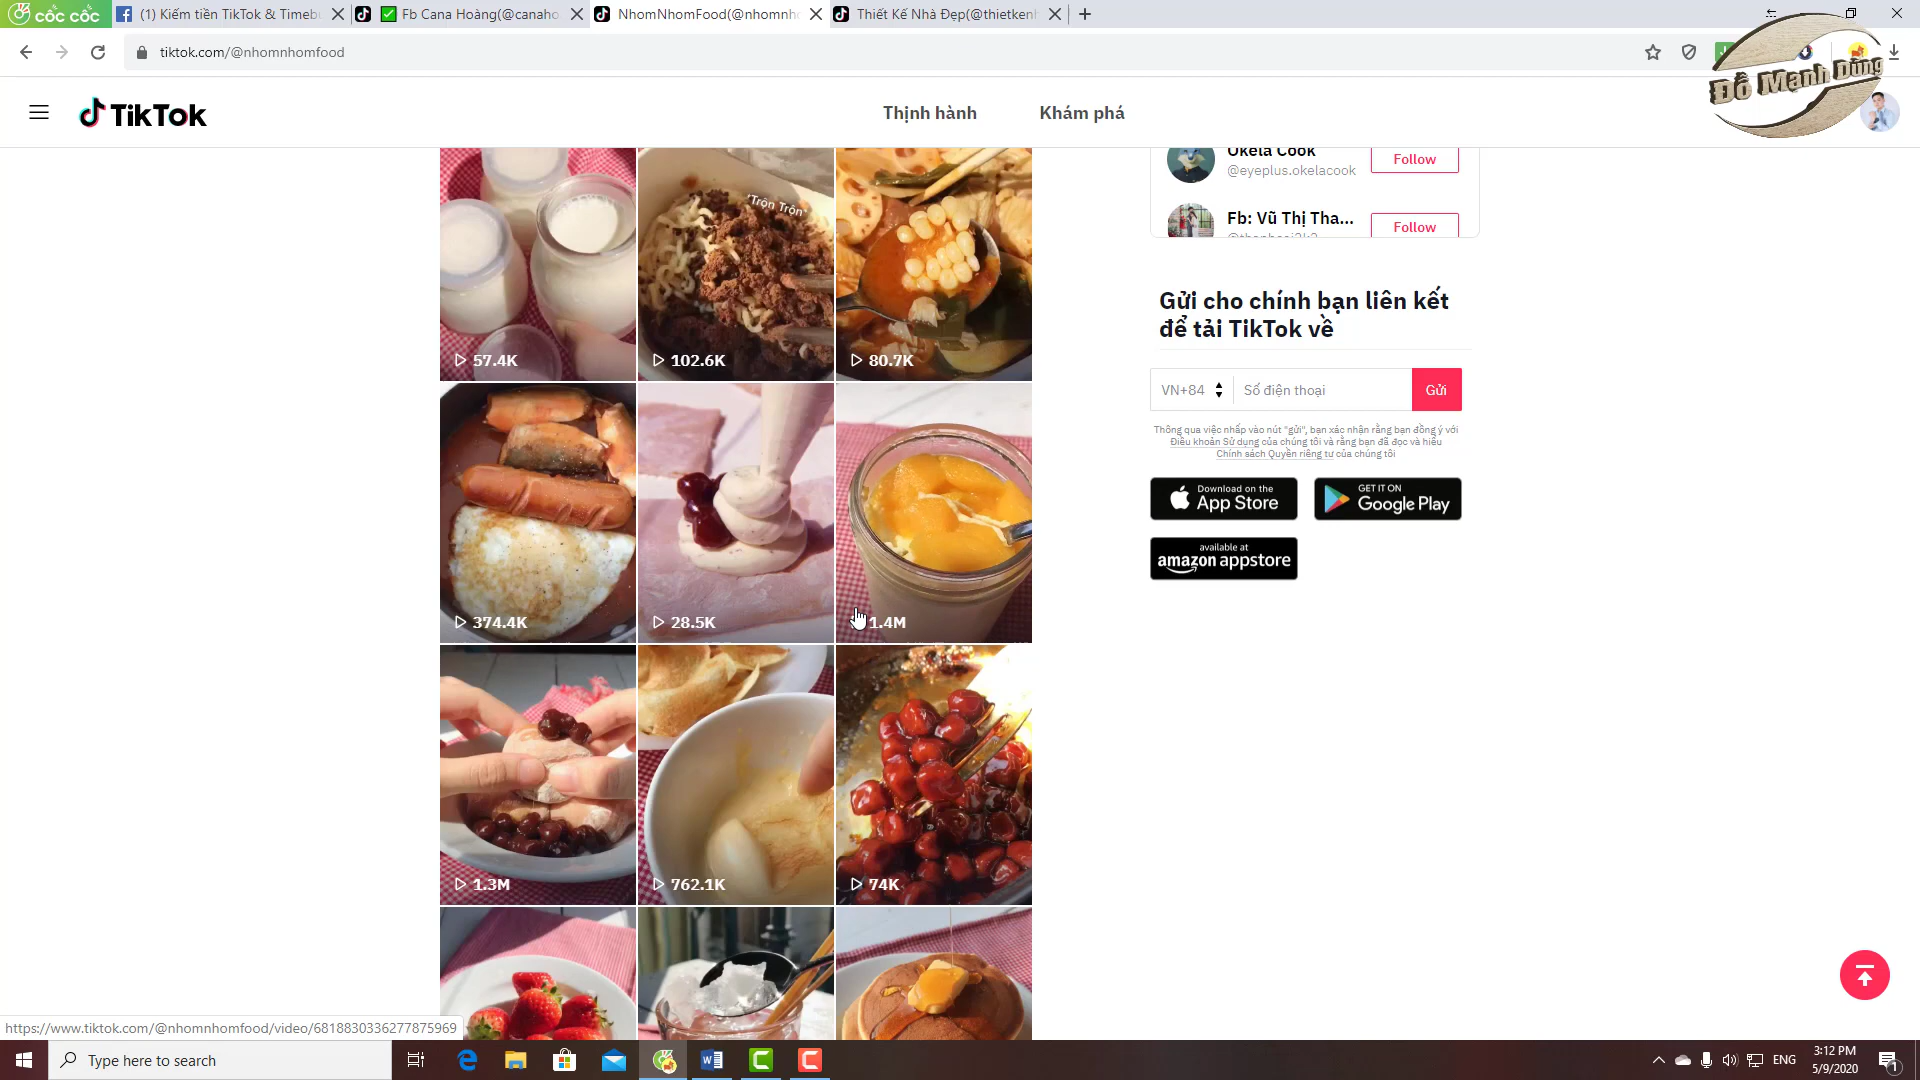 cốc cốc
(1) Kiếm tiền TikTok & Timebu
Fb Cana Hoàng(@canaho
NhomNhomFood(@nhomnh
Thiết Kế Nhà Đẹp(@thietkenh
tiktok.com/@nhomnhomfood
Đỗ Mạnh Dũng
TikTok
Thịnh hành
Khám phá
Okela Cook
@eyeplus.okelacook
Follow
Fb: Vũ Thị Tha...
Follow
*Trộn Trộn*
57.4K
102.6K
80.7K
Gửi cho chính bạn liên kết
để tải TikTok về
VN+84
Số điện thoại
Gửi
Thông qua việc nhấp vào nút "gửi", bạn xác nhận rằng bạn đồng ý với
Điều khoản Sử dụng của chúng tôi và rằng bạn đã đọc và hiểu
Chính sách Quyền riêng tư của chúng tôi
Download on the
App Store
GET IT ON
Google Play
available at
amazon appstore
374.4K
28.5K
1.4M
1.3M
762.1K
74K
https://www.tiktok.com/@nhomnhomfood/video/6818830336277875969
Type here to search
ENG
3:12 PM
5/9/2020
1